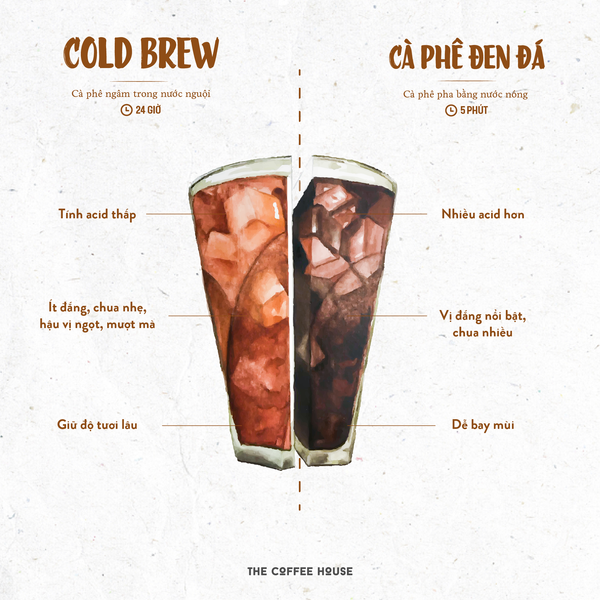 COLD BREW
Cà phê ngâm trong nước nguội
24 GIỜ
CÀ PHÊ ĐEN ĐÁ
Cà phê pha bằng nước nóng
5 PHÚT
Tính acid thấp
Nhiều acid hơn
Ít đắng, chua nhẹ,
hậu vị ngọt, mượt mà
Vị đắng nổi bật,
chua nhiều
Giữ độ tươi lâu
Dễ bay mùi
THE COFFEE HOUSE